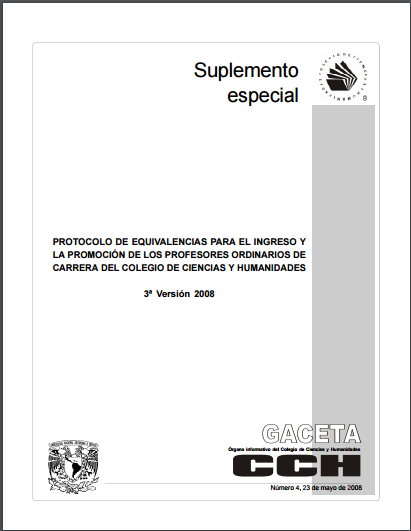 Suplemento
especial
PROTOCOLO DE EQUIVALENCIAS PARA EL INGRESO Y
LA PROMOCIÓN DE LOS PROFESORES ORDINARIOS DE
CARRERA DEL COLEGIO DE CIENCIAS Y HUMANIDADES
3ª Versión 2008
GACETA
Órgano informativo del Colegio de Ciencias y Humanidades
CCH
Número 4, 23 de mayo de 2008